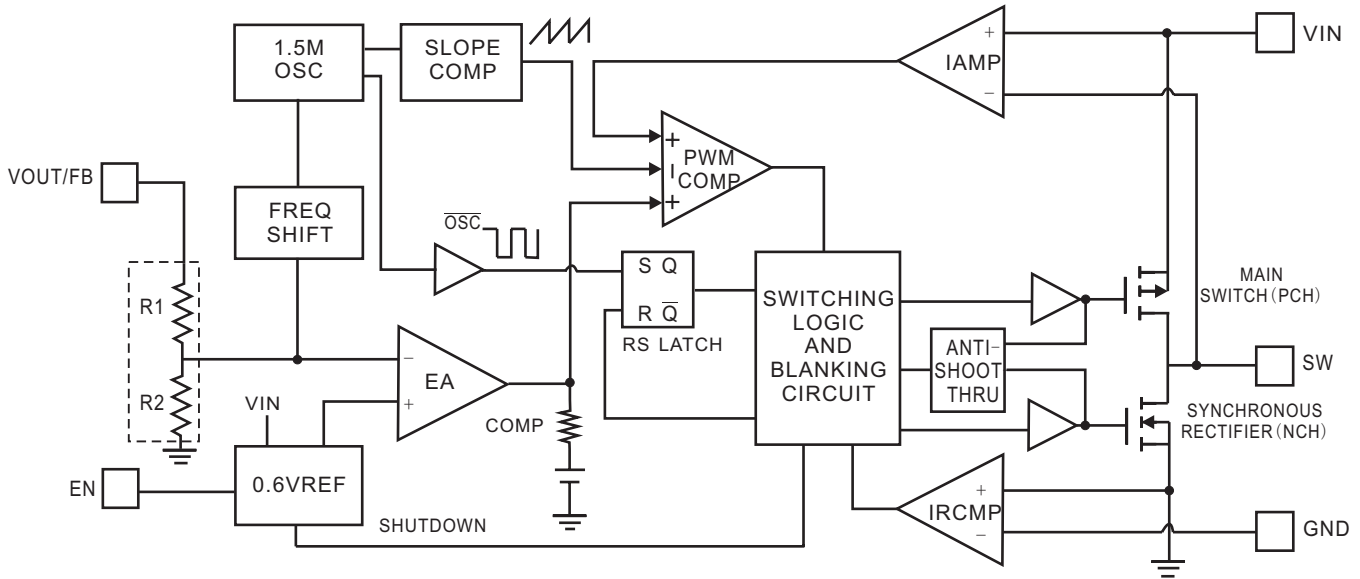 1.5M
OSC
SLOPE
COMP
+
IAMP
−
VIN
VOUT/FB
FREQ
SHIFT
+
PWM
I
COMP
+
OSC
R1
R2
S Q
R Q
RS LATCH
SWITCHING
LOGIC
AND
BLANKING
CIRCUIT
ANTI−
SHOOT
THRU
MAIN
SWITCH(PCH)
SW
SYNCHRONOUS
RECTIFIER(NCH)
−
EA
+
VIN
COMP
EN
0.6VREF
SHUTDOWN
+
IRCMP
−
GND